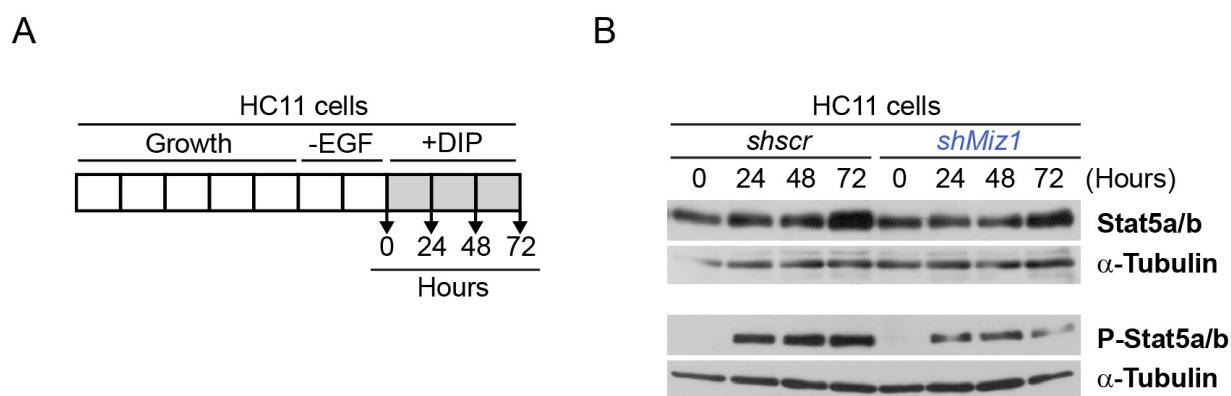 A
HC11 cells
Growth -EGF +DIP
0 24 48 72
Hours
B
HC11 cells
shscr shMiz1
0 24 48 72 0 24 48 72 (Hours)
Stat5a/b
α-Tubulin
P-Stat5a/b
α-Tubulin